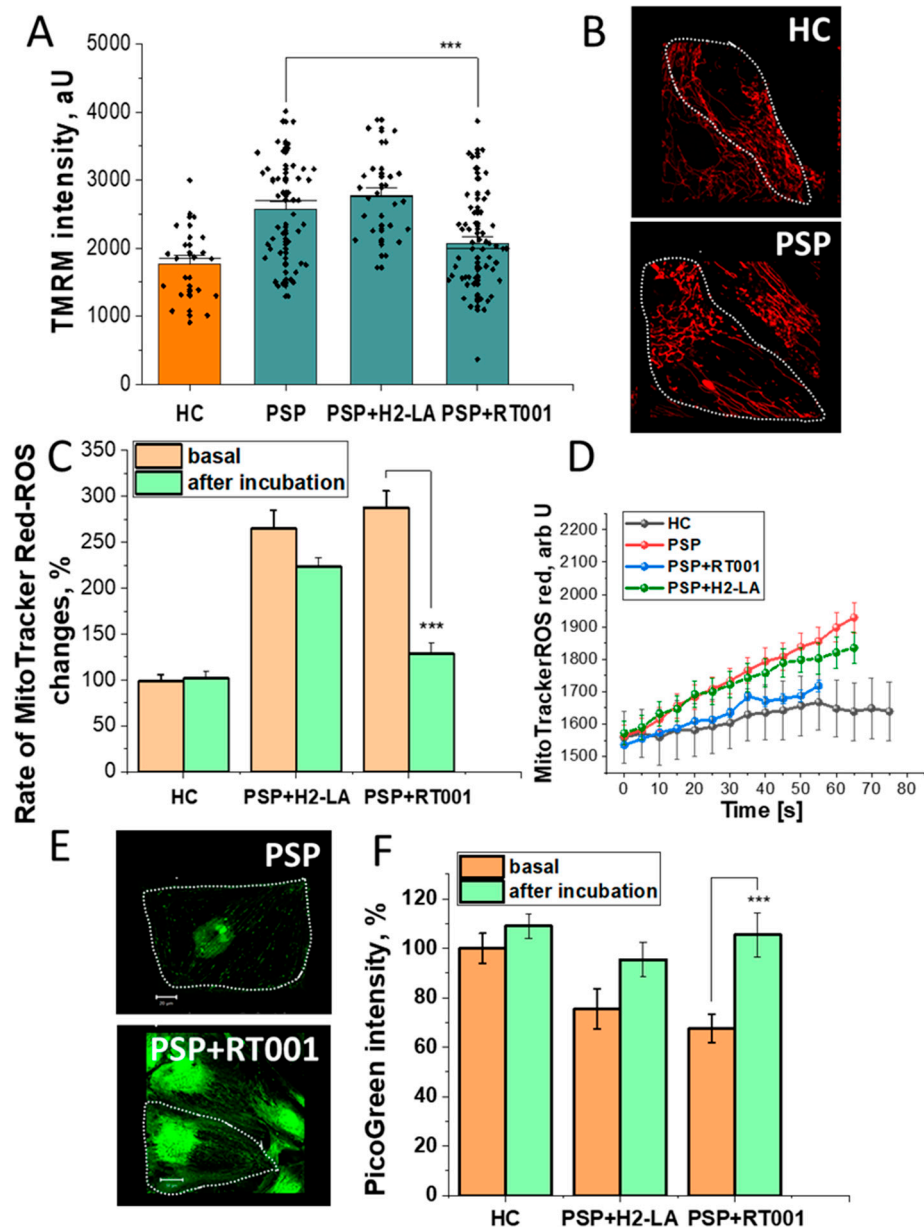 A
TMRM intensity, aU
5000
4000
3000
2000
1000
0
***
HC
PSP
PSP+H2-LA
PSP+RT001
B
HC
PSP
C
Rate of MitoTracker Red-ROS
changes, %
350
300
250
200
150
100
50
0
basal
after incubation
***
HC
PSP+H2-LA
PSP+RT001
D
MitoTrackerROS red, arb U
2200
2100
2000
1900
1800
1700
1600
1500
HC
PSP
PSP+RT001
PSP+H2-LA
0 10 20 30 40 50 60 70 80
Time [s]
E
PSP
20 µm
PSP+RT001
F
PicoGreen intensity, %
120
100
80
60
40
20
0
basal
after incubation
***
HC
PSP+H2-LA
PSP+RT001